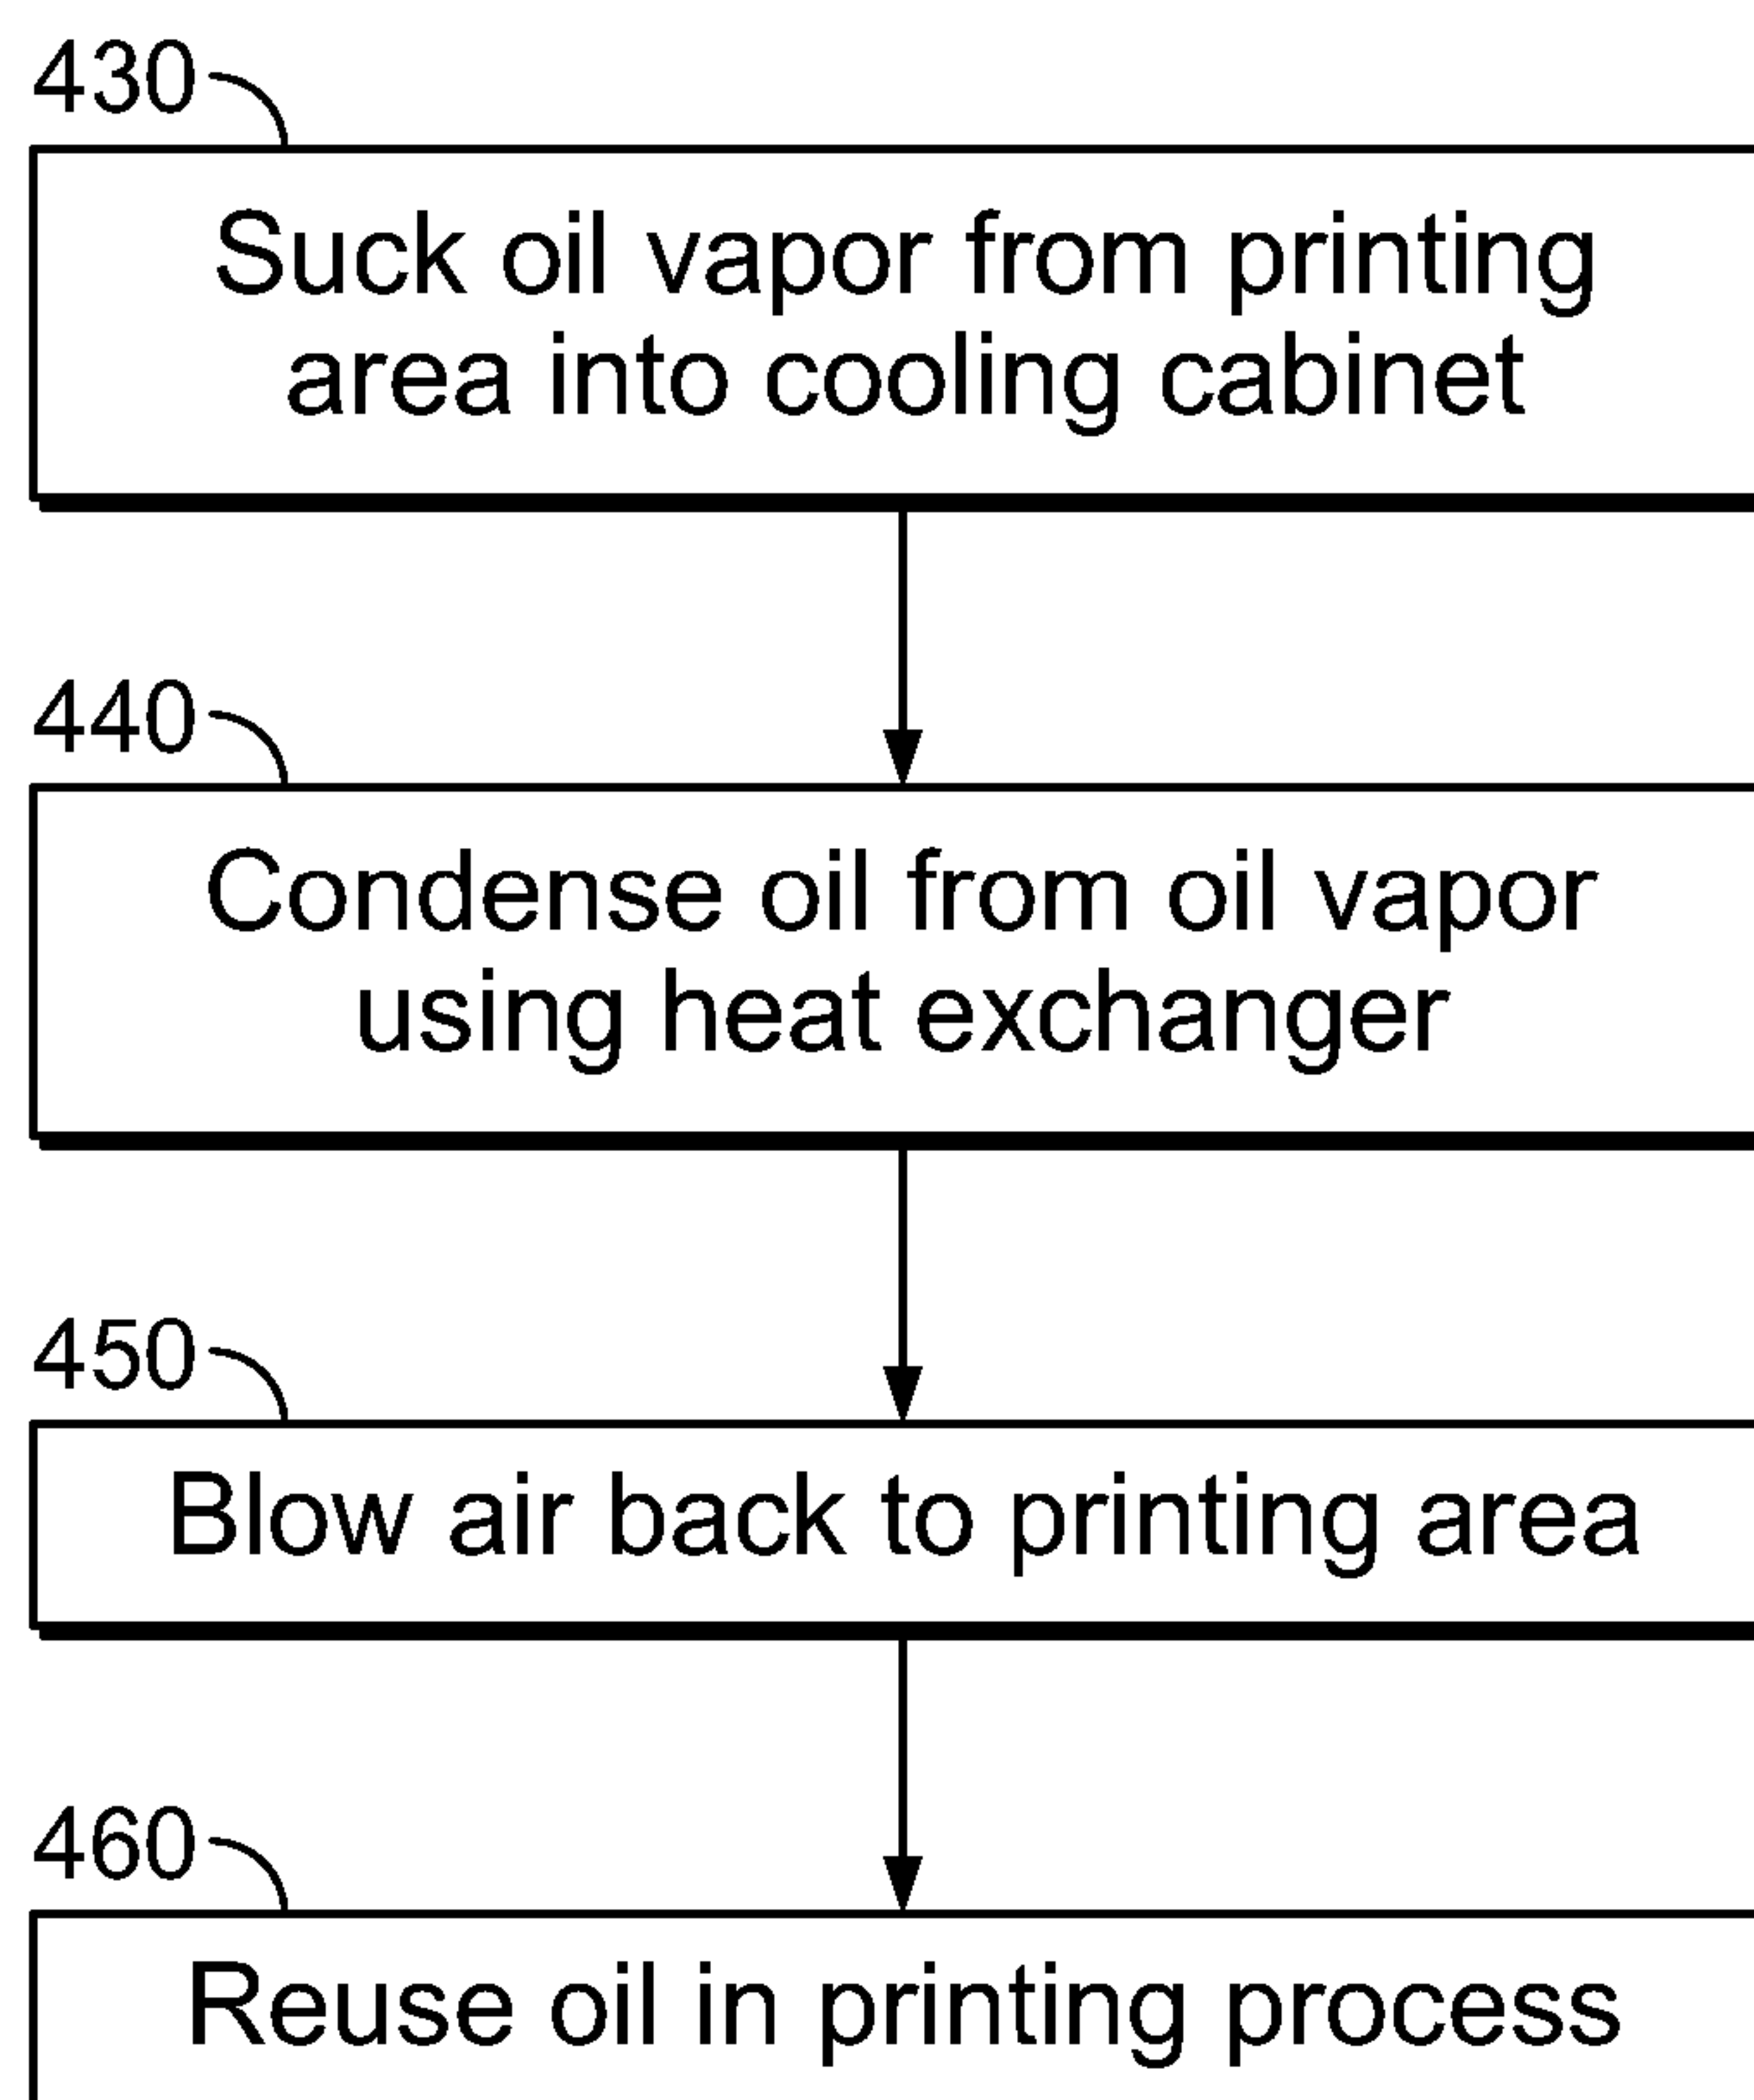 430
Suck oil vapor from printing
area into cooling cabinet
440
Condense oil from oil vapor
using heat exchanger
450
Blow air back to printing area
460
Reuse oil in printing process